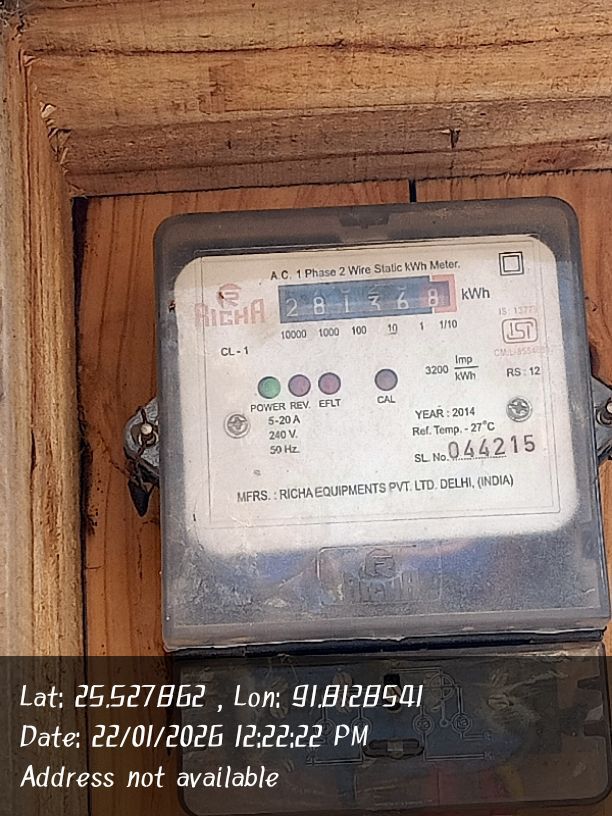 A.C. 1 Phase 2 Wire Static kWh Meter.
RICHA
281368 kWh
10000 1000 100 10 1 1/10
IS: 13779
ISI
CL - 1
3200 Imp/kWh
RS : 12
POWER REV. EFLT CAL
5-20 A
240 V.
50 Hz.
YEAR : 2014
Ref. Temp. - 27°C
SL. No. 044215
MFRS. : RICHA EQUIPMENTS PVT. LTD. DELHI, (INDIA)
RICHA
Lat: 25.527862 , Lon: 91.8128541
Date: 22/01/2026 12:22:22 PM
Address not available